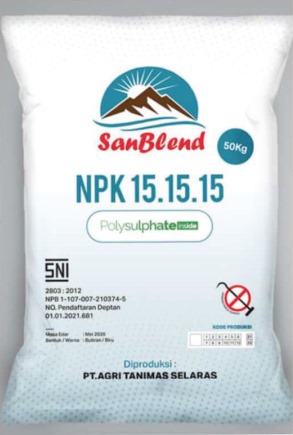 SanBlend
50Kg
NPK 15.15.15
Polysulphate inside
SNI
2803 : 2012
NPB 1-107-007-210374-5
NO. Pendaftaran Deptan
01.01.2021.681
Masa Edar : Mei 2026
Bentuk / Warna : Butiran / Biru
KODE PRODUKSI
Diproduksi :
PT.AGRI TANIMAS SELARAS